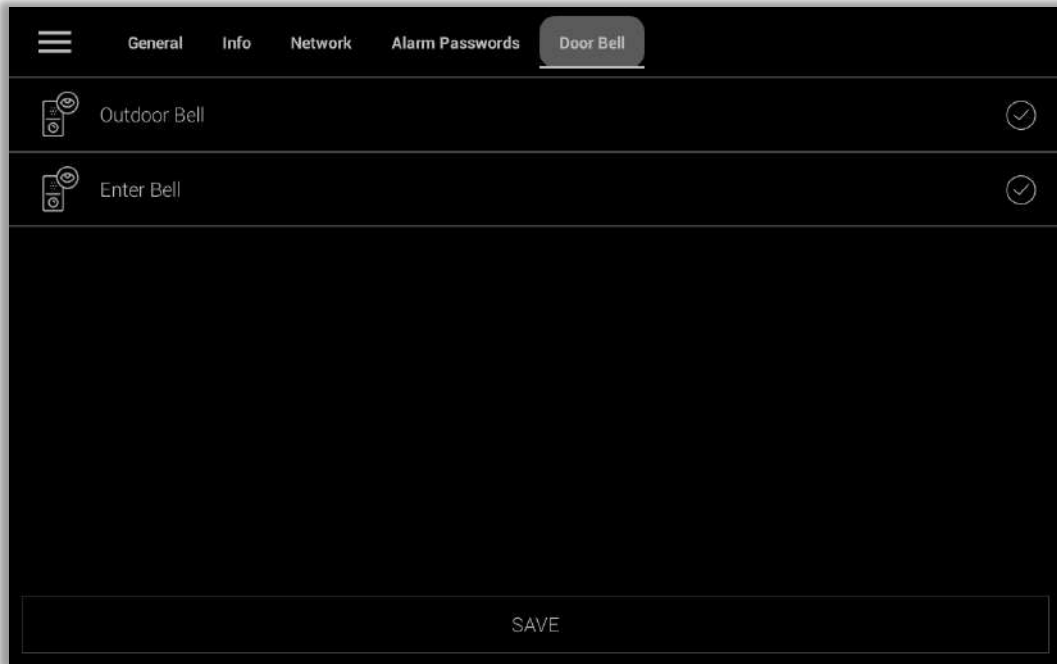 General Info Network Alarm Passwords Door Bell
Outdoor Bell
Enter Bell
SAVE